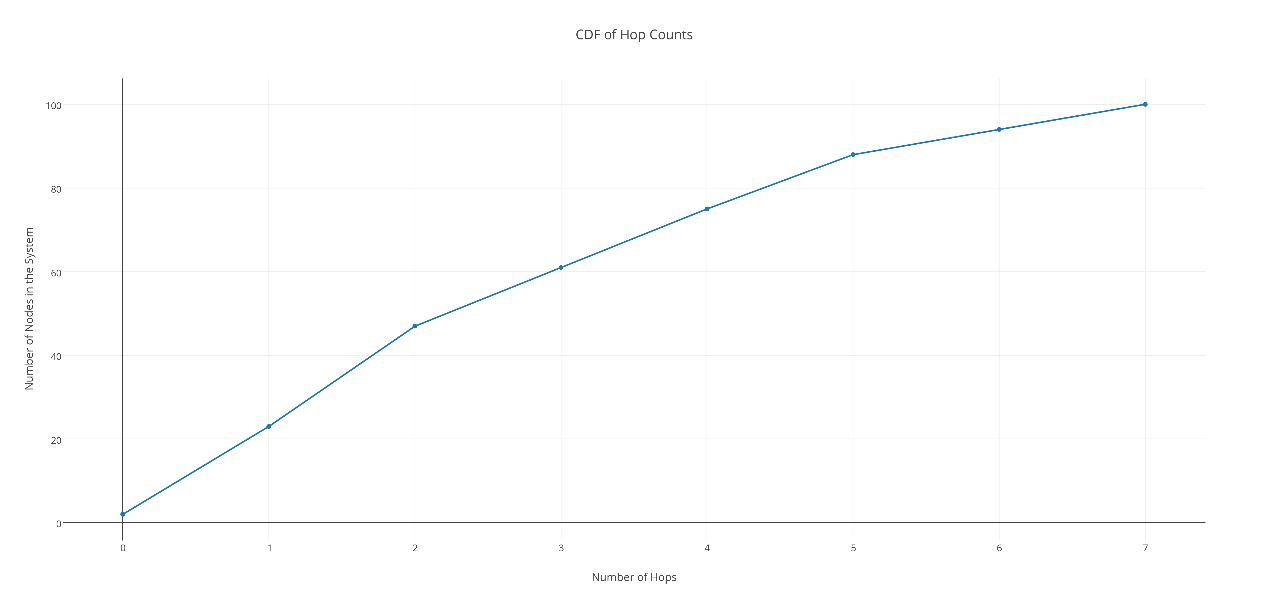 CDF of Hop Counts
Number of Nodes in the System
100
80
60
40
20
0
0 1 2 3 4 5 6 7
Number of Hops